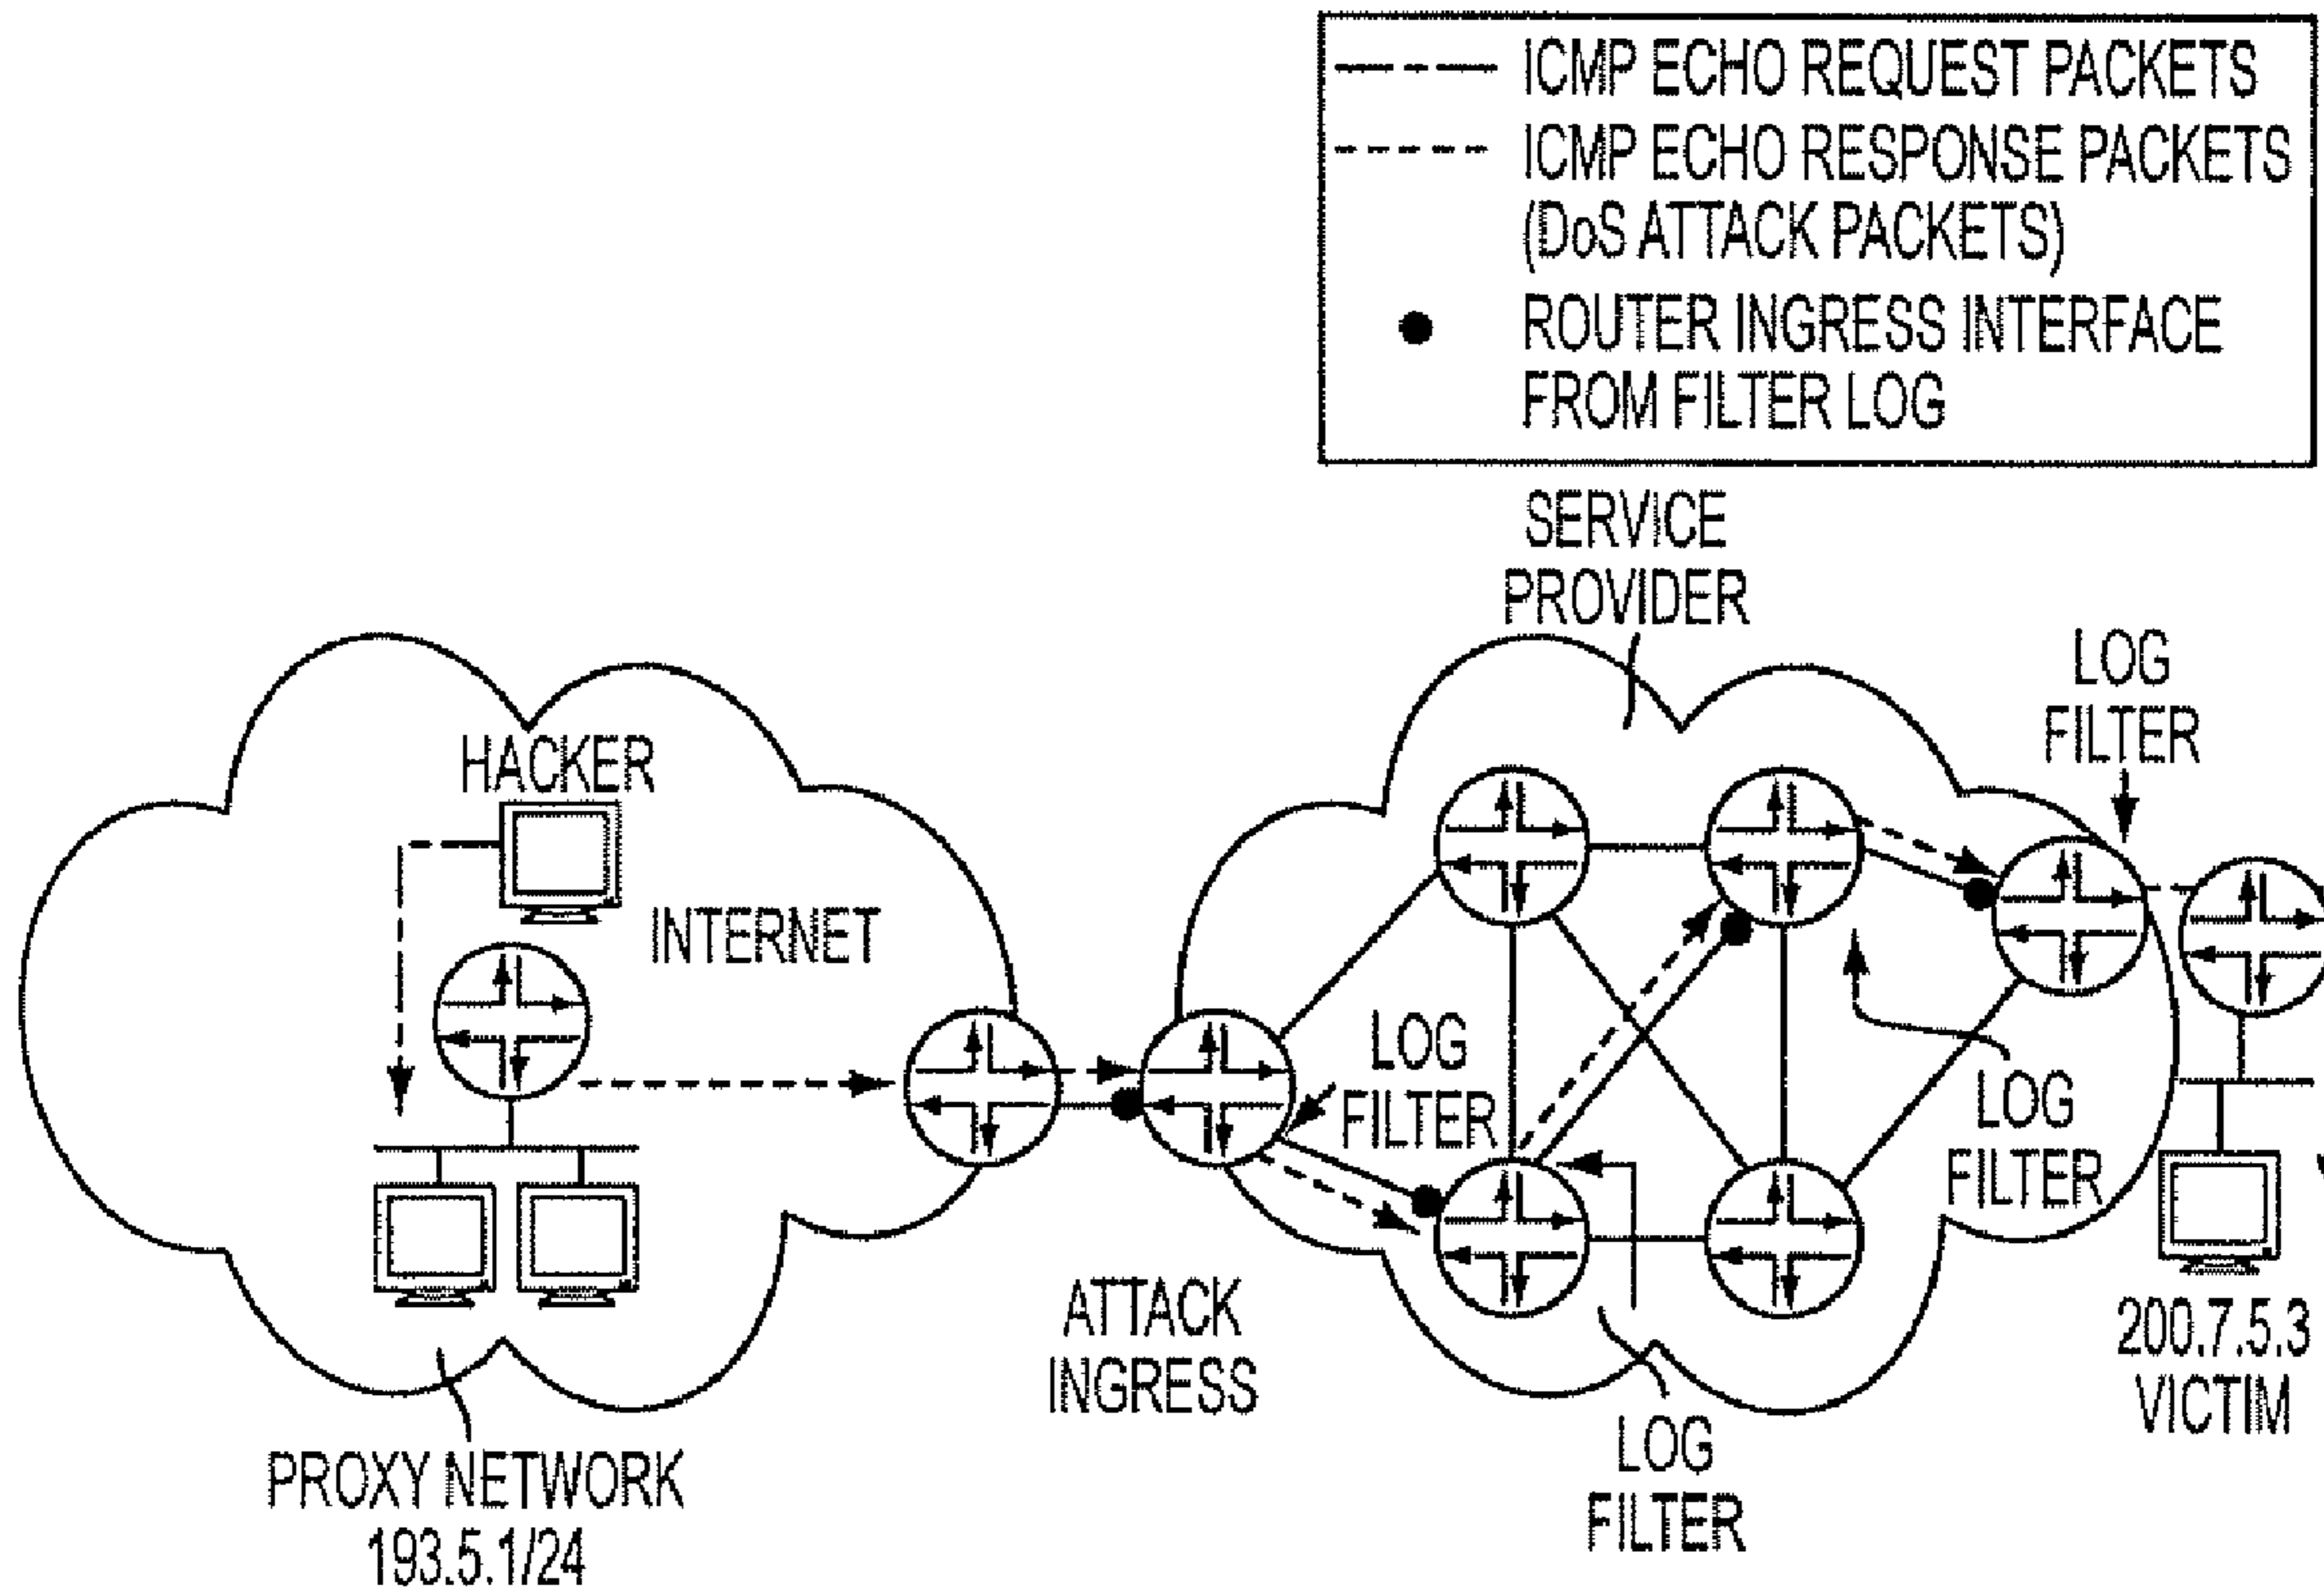 ICMP ECHO REQUEST PACKETS
ICMP ECHO RESPONSE PACKETS
(DoS ATTACK PACKETS)
ROUTER INGRESS INTERFACE
FROM FILTER LOG
SERVICE
PROVIDER
LOG
FILTER
HACKER
INTERNET
LOG
FILTER
LOG
FILTER
ATTACK
INGRESS
200.7.5.3
VICTIM
LOG
FILTER
PROXY NETWORK
193.5.1/24